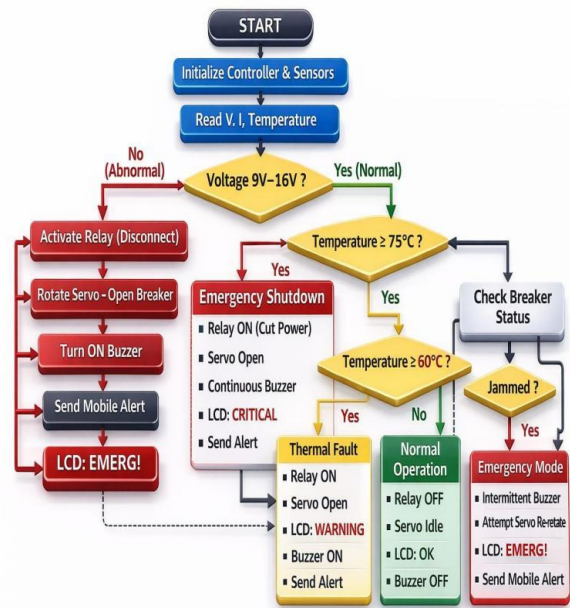 START
Initialize Controller & Sensors
Read V. I, Temperature
No
(Abnormal)
Voltage 9V–16V ?
Yes (Normal)
Activate Relay (Disconnect)
Rotate Servo – Open Breaker
Turn ON Buzzer
Send Mobile Alert
LCD: EMERG!
Temperature ≥ 75°C ?
Yes
Yes
Emergency Shutdown
▪ Relay ON (Cut Power)
▪ Servo Open
▪ Continuous Buzzer
▪ LCD: CRITICAL
▪ Send Alert
Temperature ≥ 60°C ?
Yes
No
Thermal Fault
▪ Relay ON
▪ Servo Open
▪ LCD: WARNING
▪ Buzzer ON
▪ Send Alert
Normal
Operation
▪ Relay OFF
▪ Servo Idle
▪ LCD: OK
▪ Buzzer OFF
Check Breaker
Status
Jammed ?
Yes
Emergency Mode
▪ Intermittent Buzzer
▪ Attempt Servo Re-retate
▪ LCD: EMERG!
▪ Send Mobile Alert